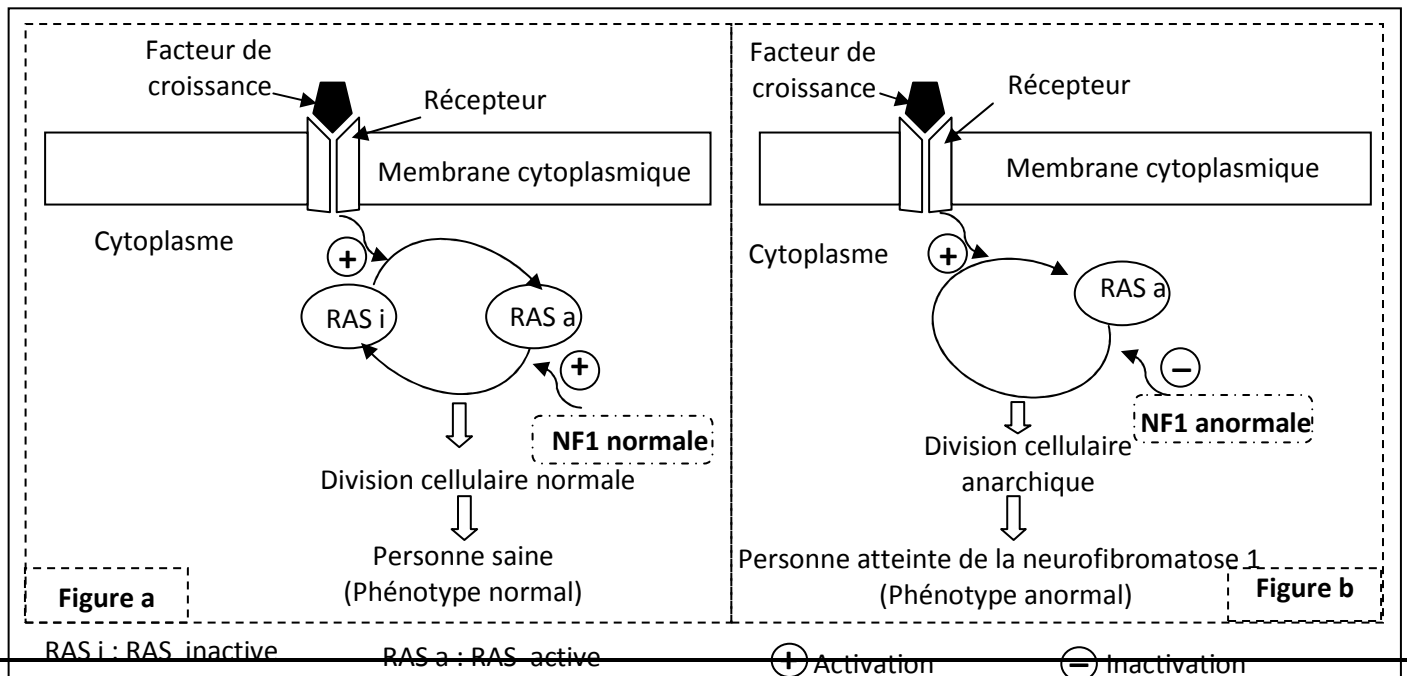 Facteur de
croissance
Récepteur
Membrane cytoplasmique
Cytoplasme
+
RAS i
RAS a
+
NF1 normale
Division cellulaire normale
Personne saine
(Phénotype normal)
Figure a
Facteur de
croissance
Récepteur
Membrane cytoplasmique
Cytoplasme
+
RAS a
−
NF1 anormale
Division cellulaire
anarchique
Personne atteinte de la neurofibromatose 1
(Phénotype anormal)
Figure b
RAS i : RAS inactive
RAS a : RAS active
+ Activation
− Inactivation